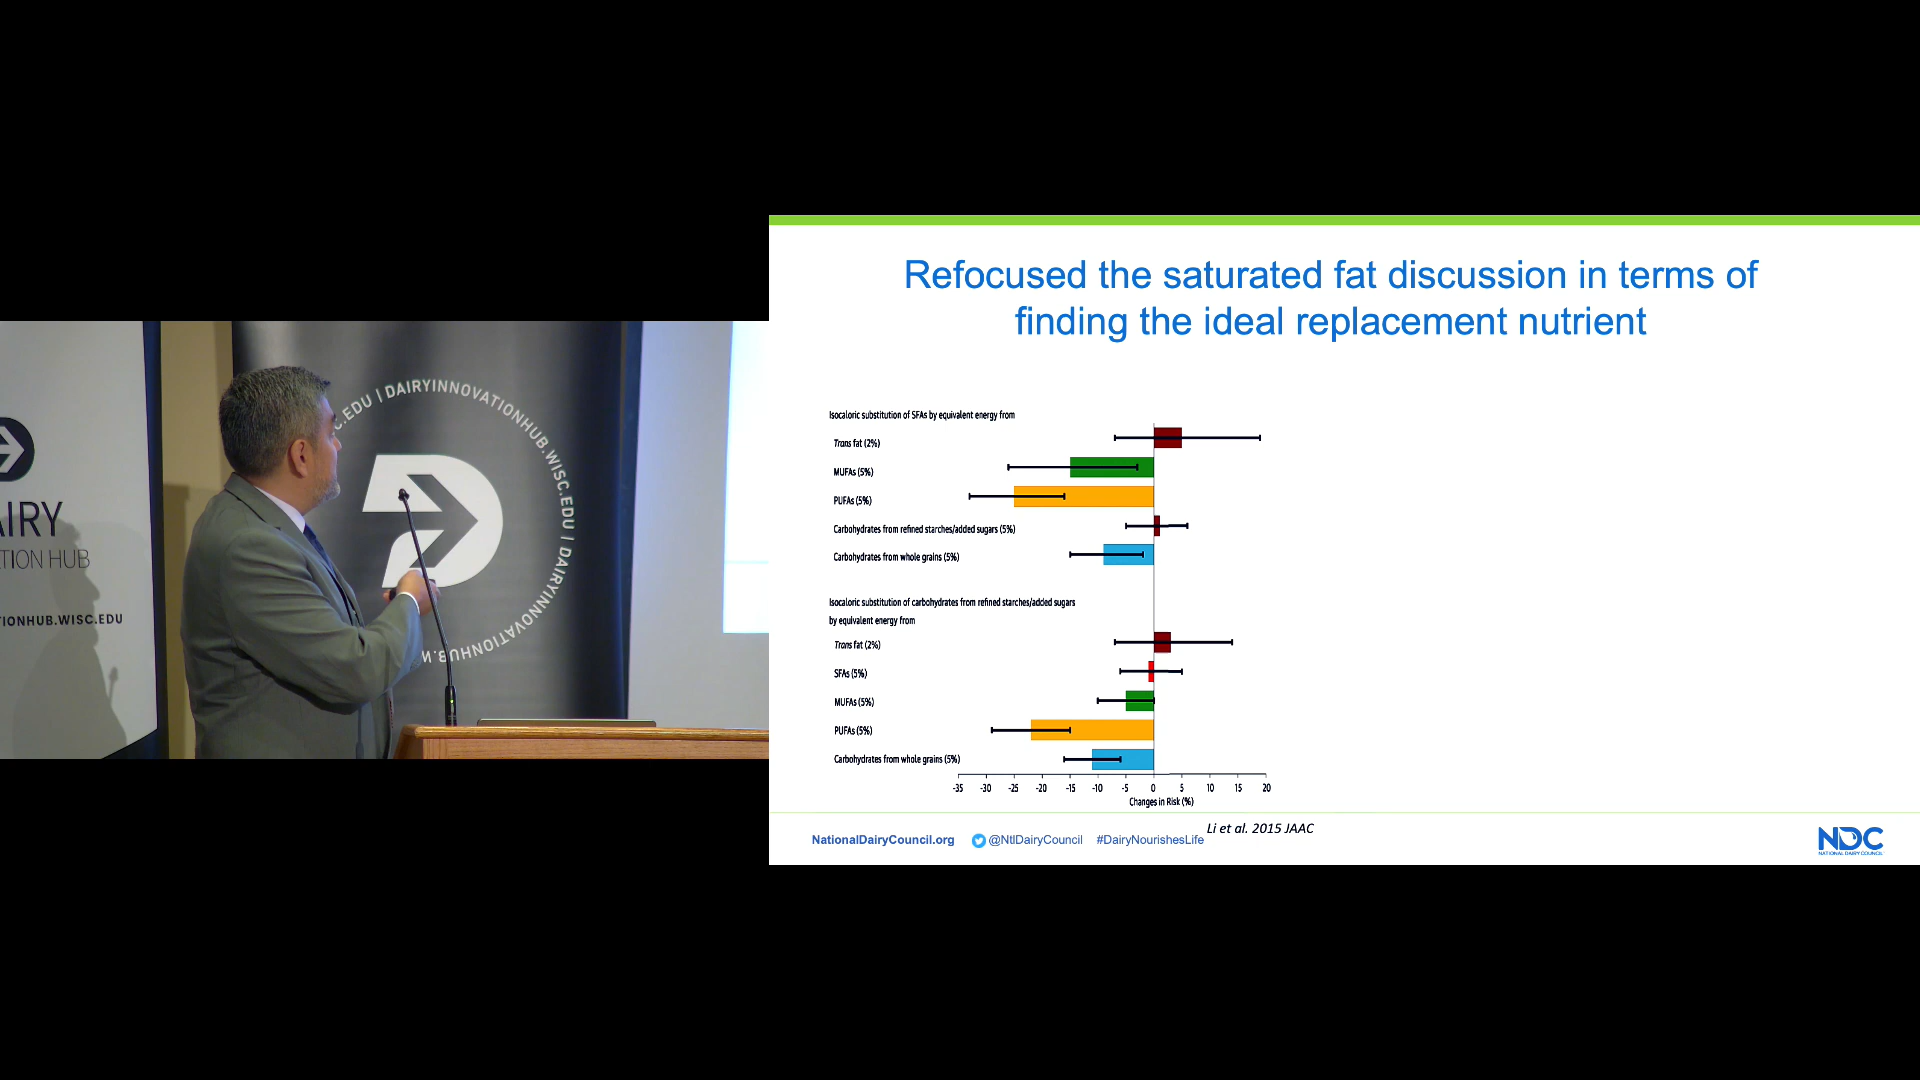 AIRY
TION HUB
TIONHUB.WISC.EDU
C.EDU | DAIRYINNOVATIONHUB.WISC.EDU | DAIRYINNOVATIONHUB.W
Refocused the saturated fat discussion in terms of
finding the ideal replacement nutrient
Isocaloric substitution of SFAs by equivalent energy from
Trans fat (2%)
MUFAs (5%)
PUFAs (5%)
Carbohydrates from refined starches/added sugars (5%)
Carbohydrates from whole grains (5%)
Isocaloric substitution of carbohydrates from refined starches/added sugars
by equivalent energy from
Trans fat (2%)
SFAs (5%)
MUFAs (5%)
PUFAs (5%)
Carbohydrates from whole grains (5%)
-35 -30 -25 -20 -15 -10 -5 0 5 10 15 20
Changes in Risk (%)
Li et al. 2015 JAAC
NationalDairyCouncil.org @NtlDairyCouncil #DairyNourishesLife
NDC
NATIONAL DAIRY COUNCIL